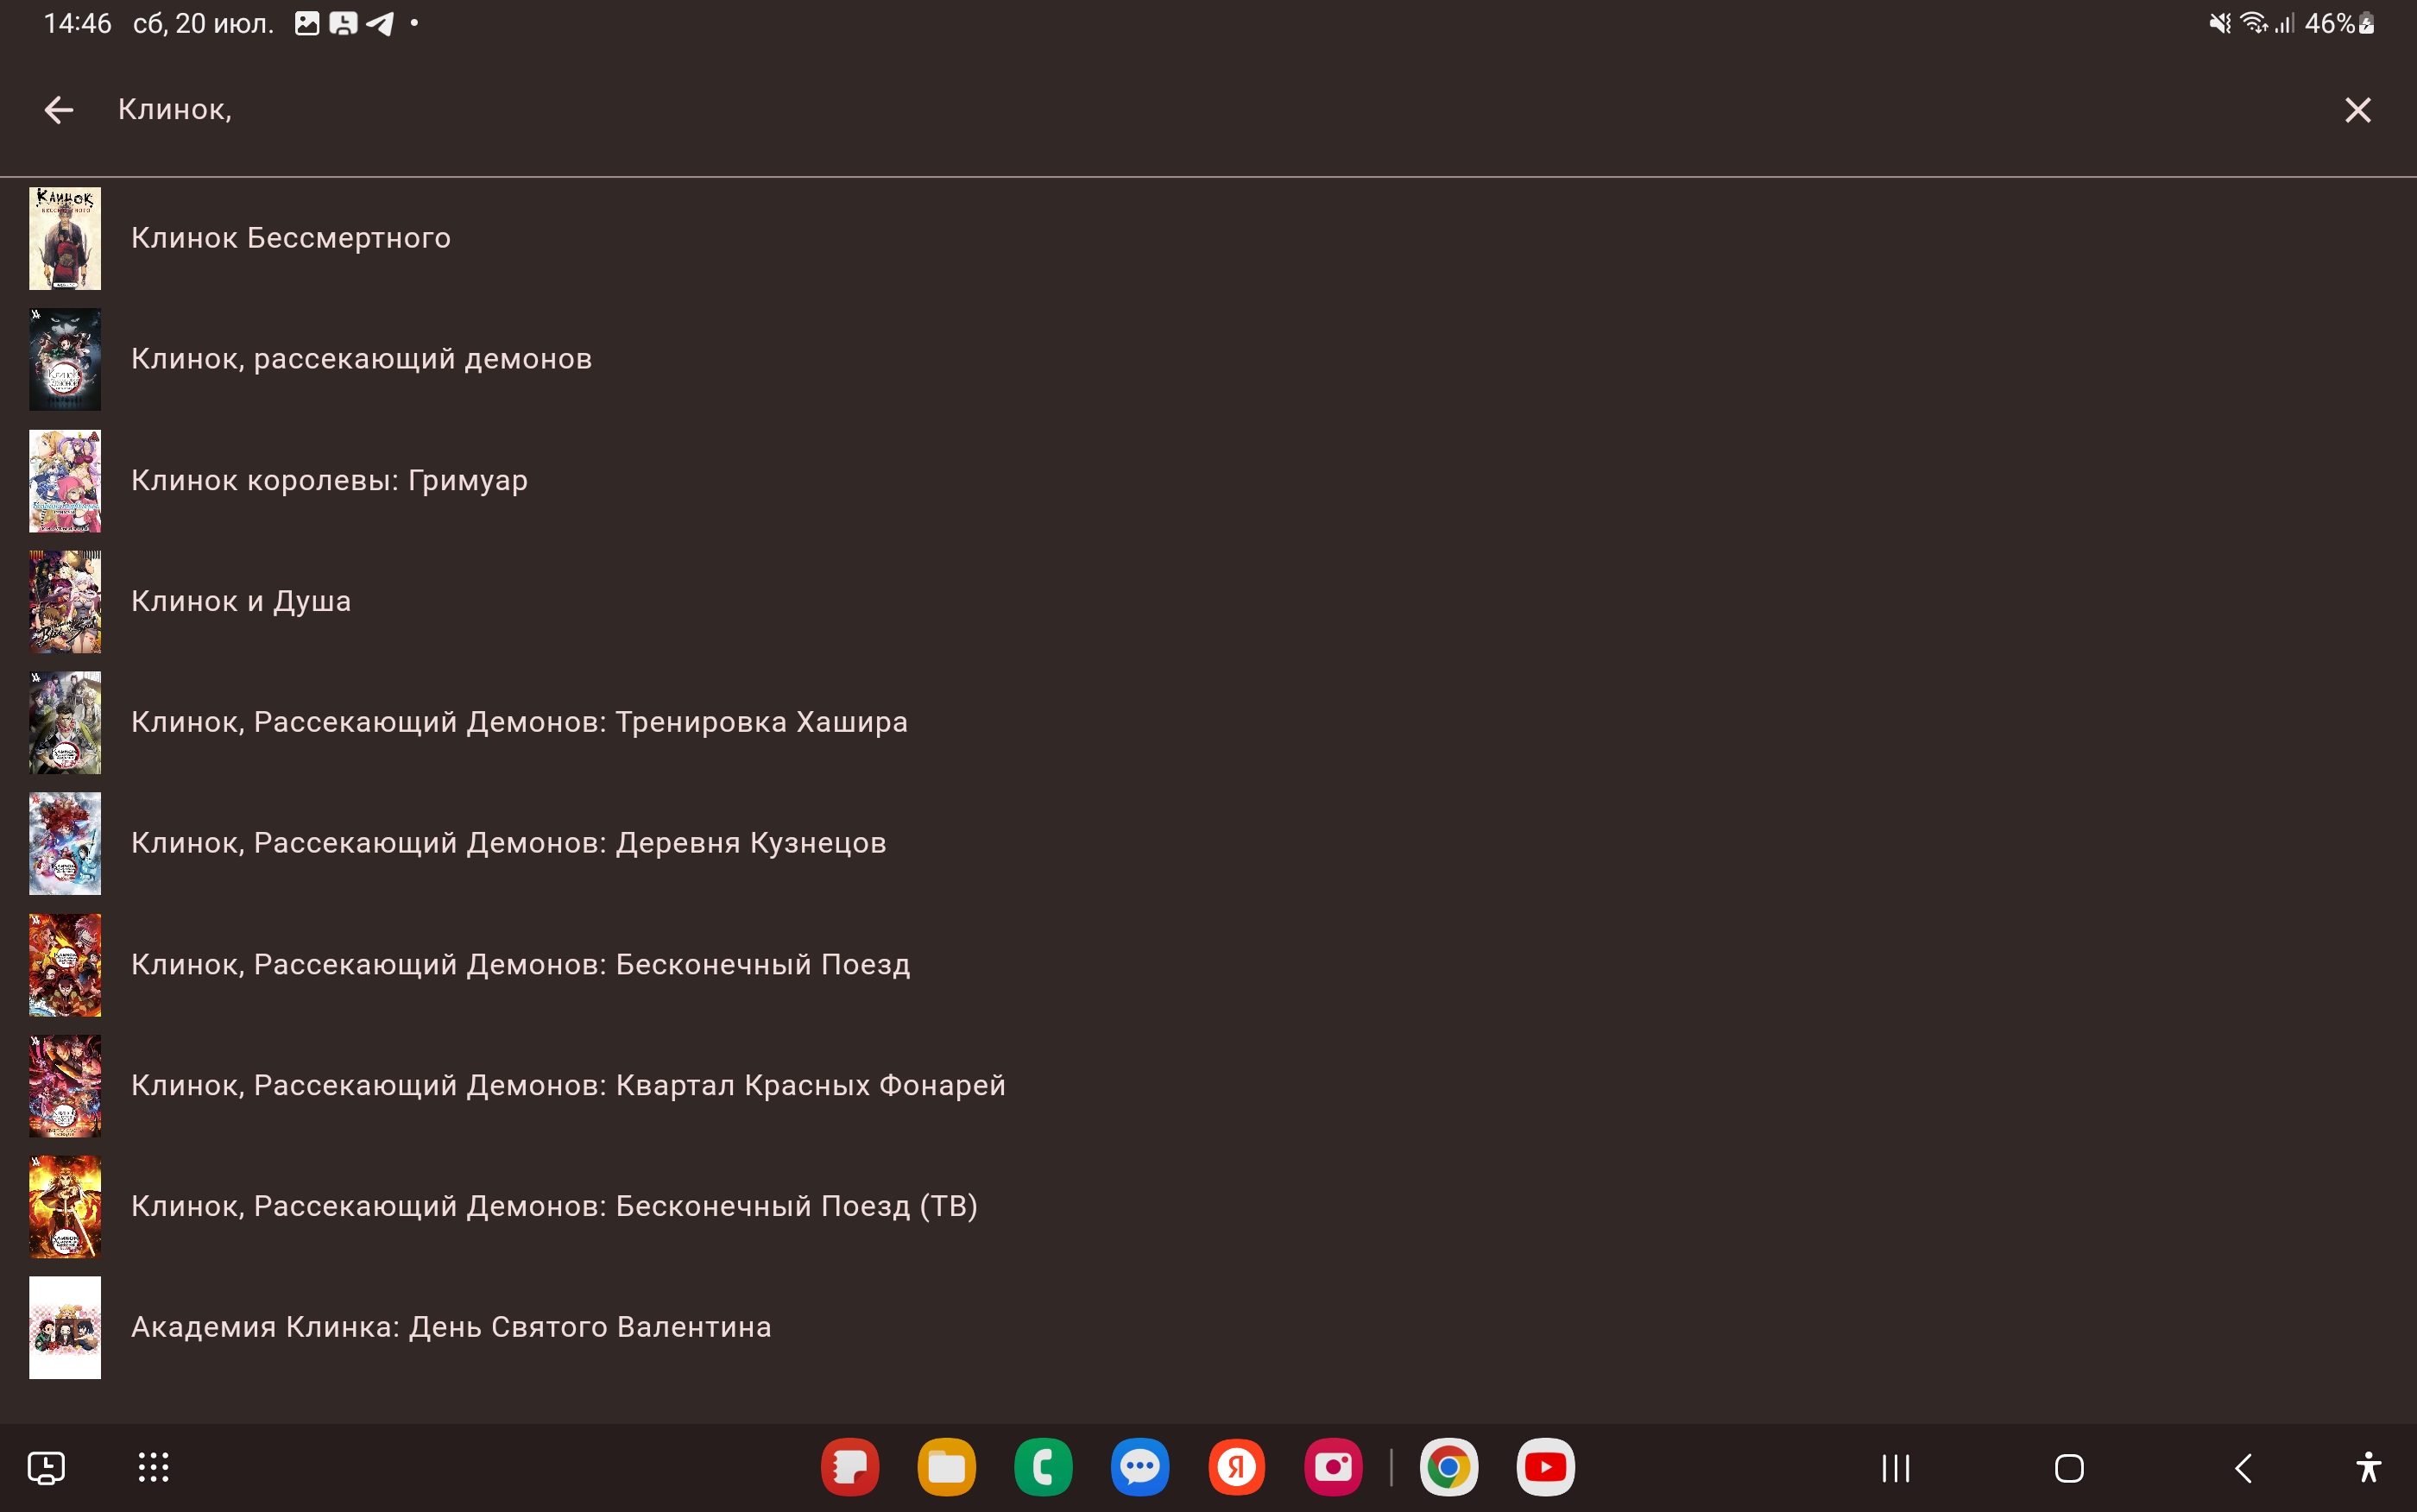 14:46 сб, 20 июл. 46%
Клинок,
Клинок Бессмертного
Клинок, рассекающий демонов
Клинок королевы: Гримуар
Клинок и Душа
Клинок, Рассекающий Демонов: Тренировка Хашира
Клинок, Рассекающий Демонов: Деревня Кузнецов
Клинок, Рассекающий Демонов: Бесконечный Поезд
Клинок, Рассекающий Демонов: Квартал Красных Фонарей
Клинок, Рассекающий Демонов: Бесконечный Поезд (ТВ)
Академия Клинка: День Святого Валентина